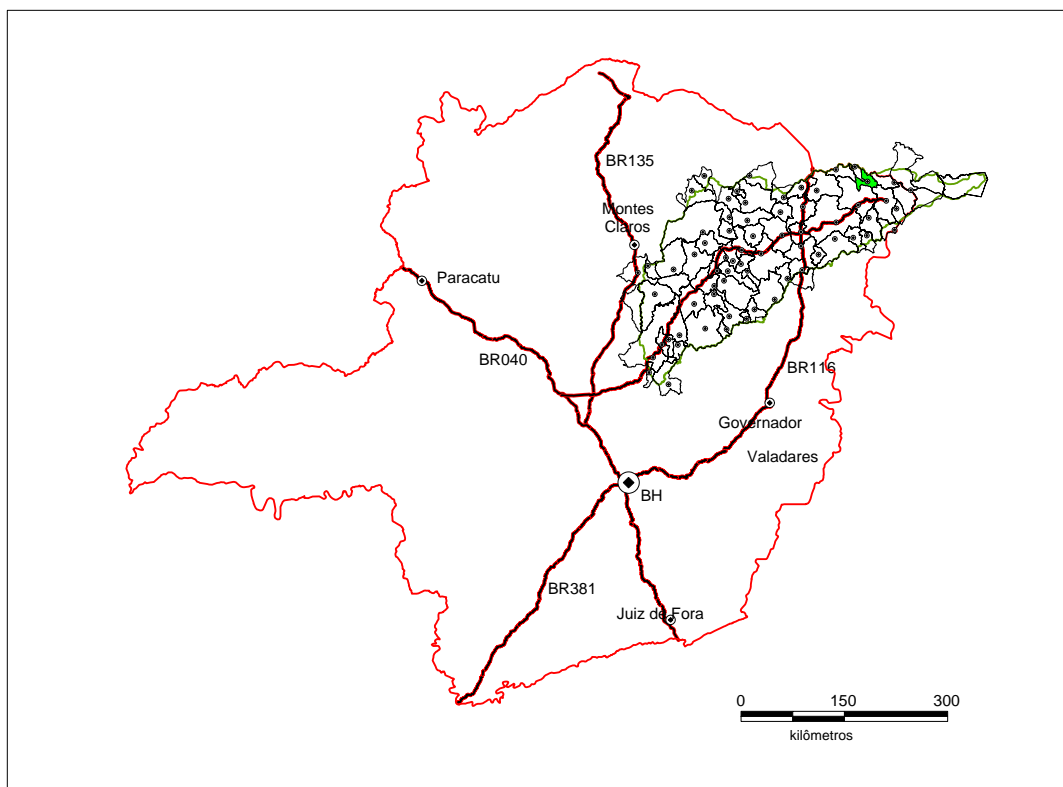 BR135
Montes
Claros
Paracatu
BR040
BR116
Governador
Valadares
BH
BR381
Juiz de Fora
0 150 300
kilômetros